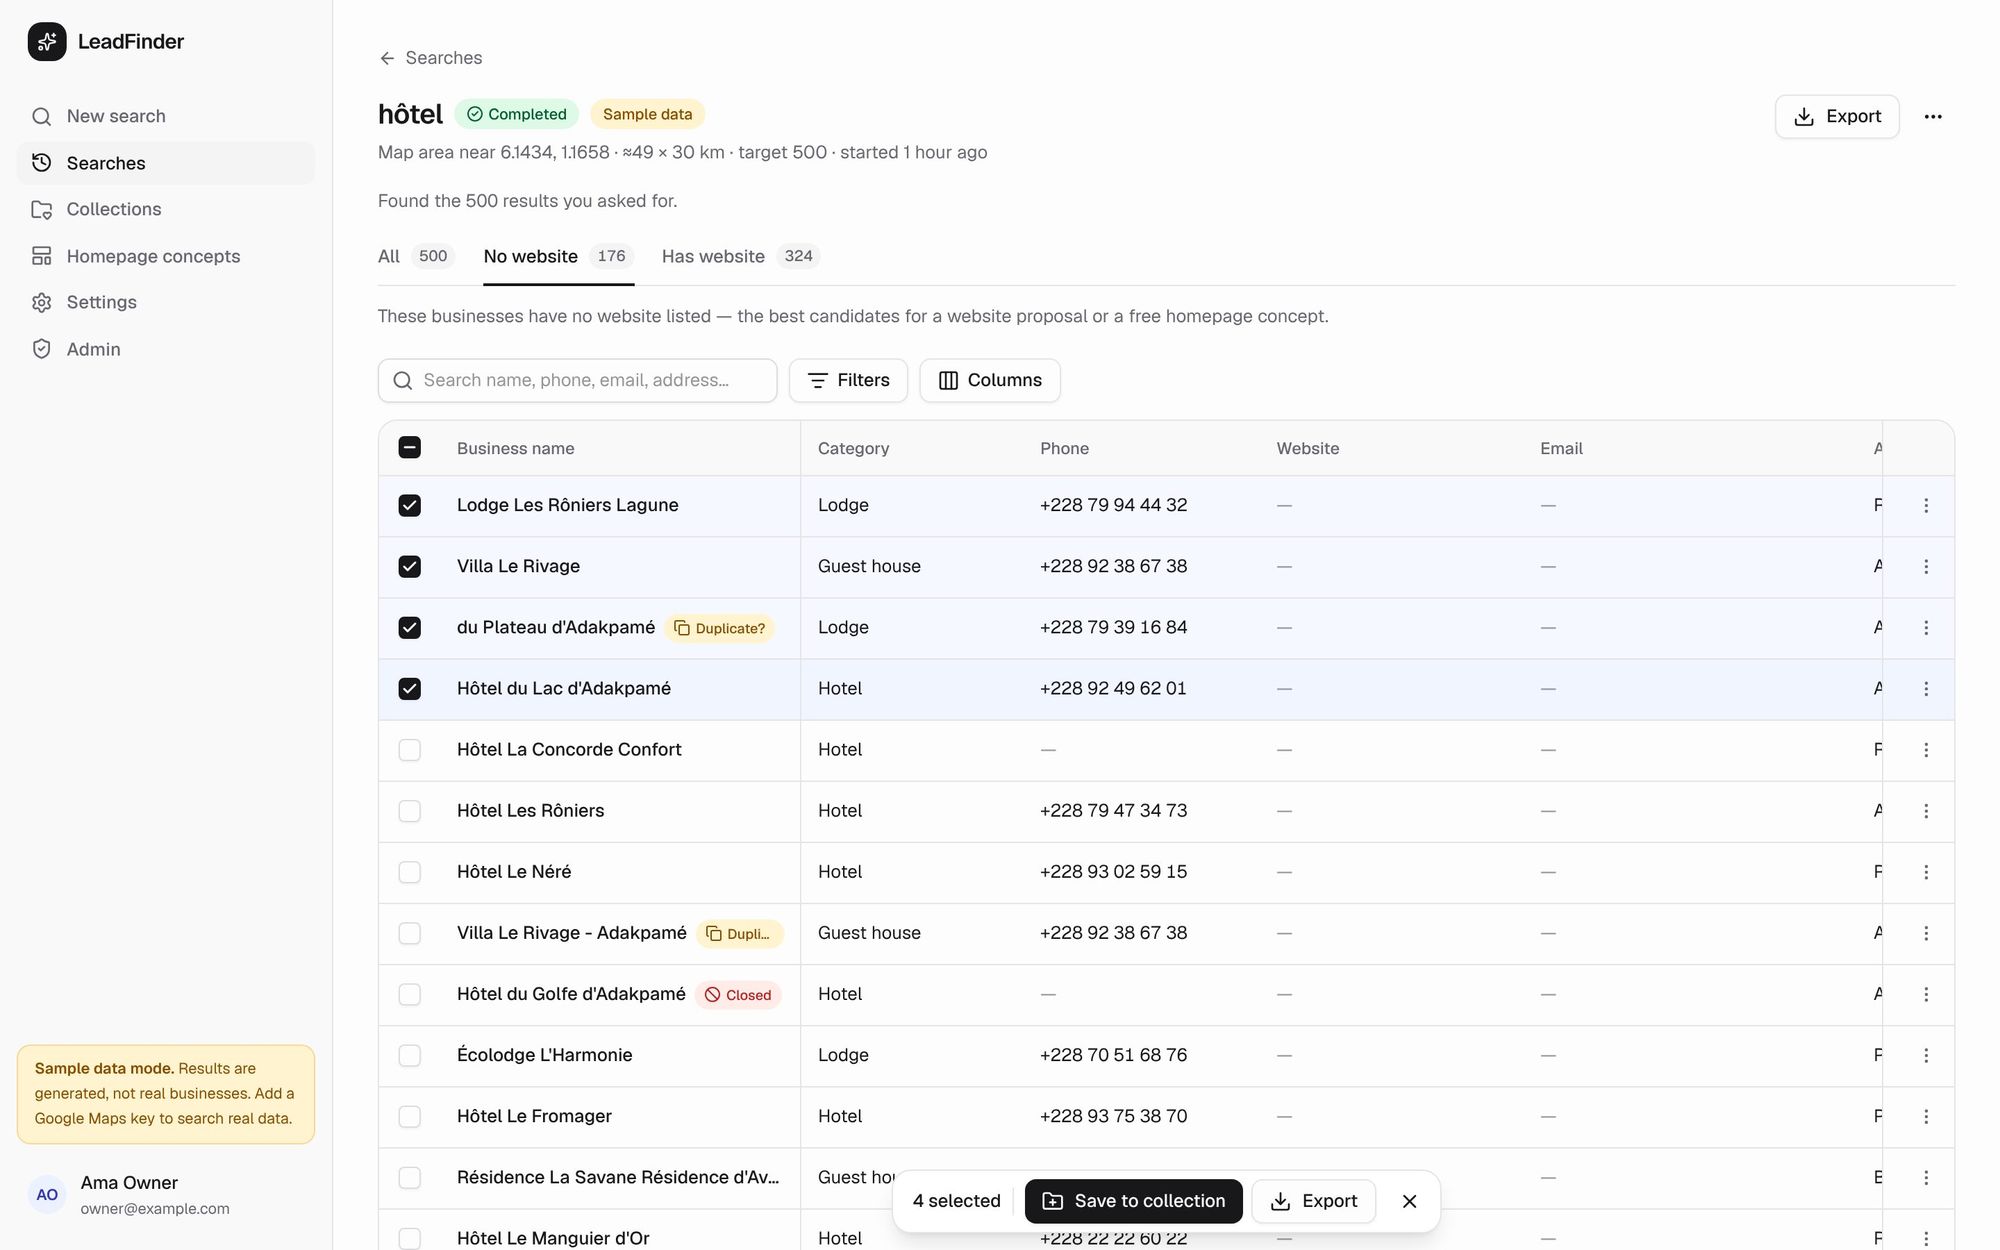 LeadFinder
New search
Searches
Collections
Homepage concepts
Settings
Admin
Sample data mode. Results are
generated, not real businesses. Add a
Google Maps key to search real data.
AO
Ama Owner
owner@example.com
Searches
hôtel Completed Sample data
Export
Map area near 6.1434, 1.1658 · ≈49 × 30 km · target 500 · started 1 hour ago
Found the 500 results you asked for.
All 500 No website 176 Has website 324
These businesses have no website listed — the best candidates for a website proposal or a free homepage concept.
Search name, phone, email, address... Filters Columns
Business name Category Phone Website Email
Lodge Les Rôniers Lagune Lodge +228 79 94 44 32 — —
Villa Le Rivage Guest house +228 92 38 67 38 — —
du Plateau d'Adakpamé Duplicate? Lodge +228 79 39 16 84 — —
Hôtel du Lac d'Adakpamé Hotel +228 92 49 62 01 — —
Hôtel La Concorde Confort Hotel — — —
Hôtel Les Rôniers Hotel +228 79 47 34 73 — —
Hôtel Le Néré Hotel +228 93 02 59 15 — —
Villa Le Rivage - Adakpamé Dupli... Guest house +228 92 38 67 38 — —
Hôtel du Golfe d'Adakpamé Closed Hotel — — —
Écolodge L'Harmonie Lodge +228 70 51 68 76 — —
Hôtel Le Fromager Hotel +228 93 75 38 70 — —
Résidence La Savane Résidence d'Av... Guest —
4 selected Save to collection Export
Hôtel Le Manguier d'Or Hotel +228 22 22 60 22 — —